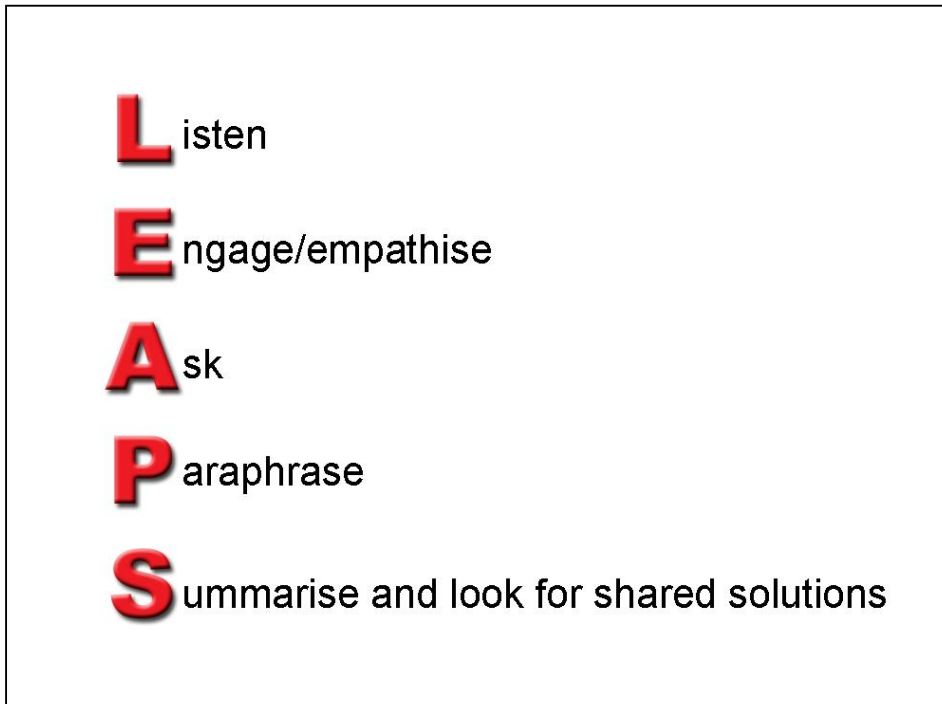 Listen
Engage/empathise
Ask
Paraphrase
Summarise and look for shared solutions